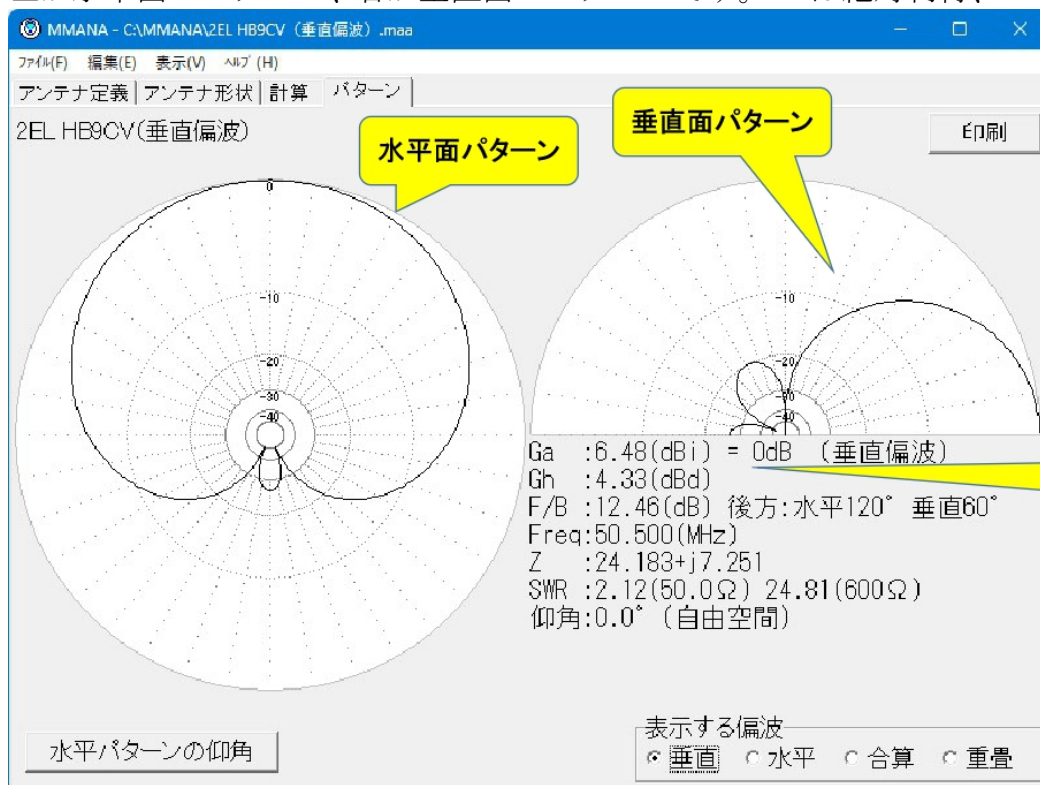 MMANA - C:\MMANA\2EL HB9CV（垂直偏波）.maa
ﾌｧｲﾙ(F) 編集(E) 表示(V) ﾍﾙﾌﾟ(H)
アンテナ定義 アンテナ形状 計算 パターン
2EL HB9CV(垂直偏波)
水平面パターン
垂直面パターン
印刷
0
-10
-20
-30
-40
-10
-20
-30
-40
Ga :6.48(dBi) = 0dB （垂直偏波）
Gh :4.33(dBd)
F/B :12.46(dB) 後方:水平120° 垂直60°
Freq:50.500(MHz)
Z :24.183+j7.251
SWR :2.12(50.0Ω) 24.81(600Ω)
仰角:0.0°（自由空間）
水平パターンの仰角
表示する偏波
垂直 水平 合算 重畳